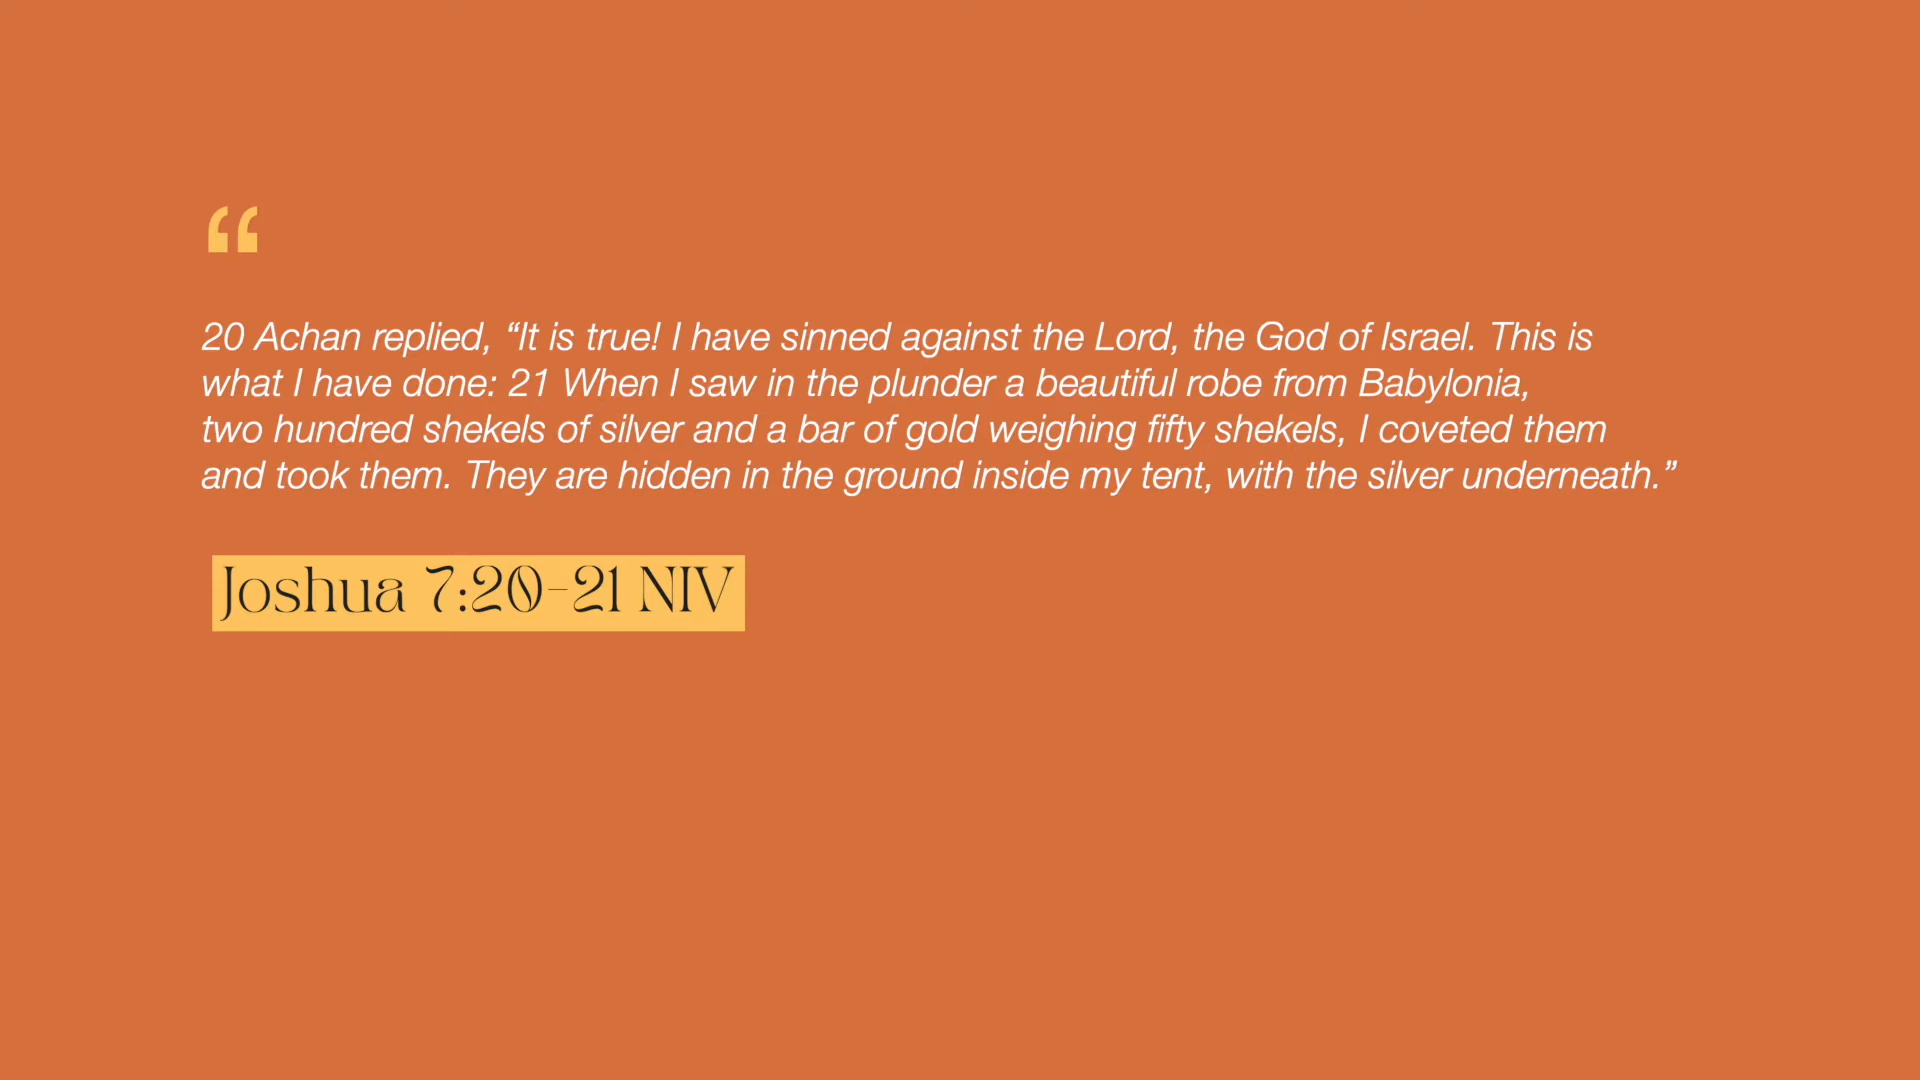 “
20 Achan replied, “It is true! I have sinned against the Lord, the God of Israel. This is
what I have done: 21 When I saw in the plunder a beautiful robe from Babylonia,
two hundred shekels of silver and a bar of gold weighing fifty shekels, I coveted them
and took them. They are hidden in the ground inside my tent, with the silver underneath.”
Joshua 7:20-21 NIV